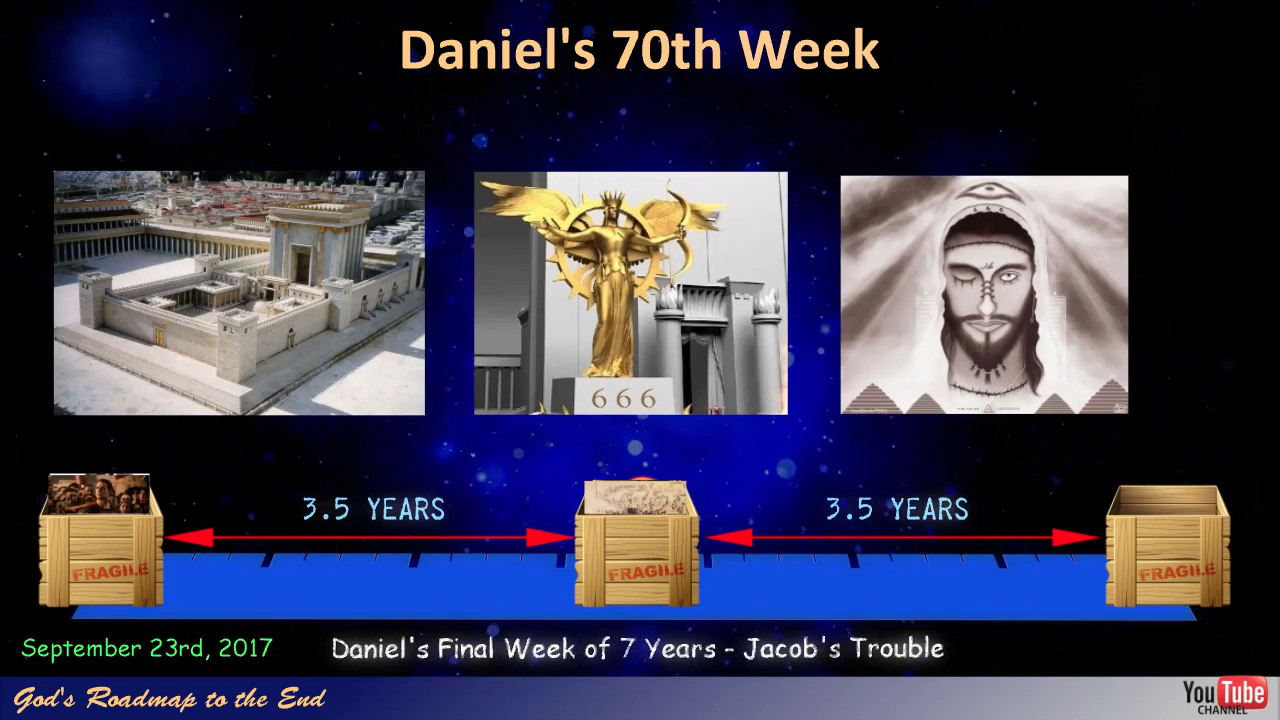 Daniel's 70th Week
666
3.5 YEARS
3.5 YEARS
FRAGILE
FRAGILE
FRAGILE
September 23rd, 2017
Daniel's Final Week of 7 Years - Jacob's Trouble
God's Roadmap to the End
YouTube
CHANNEL